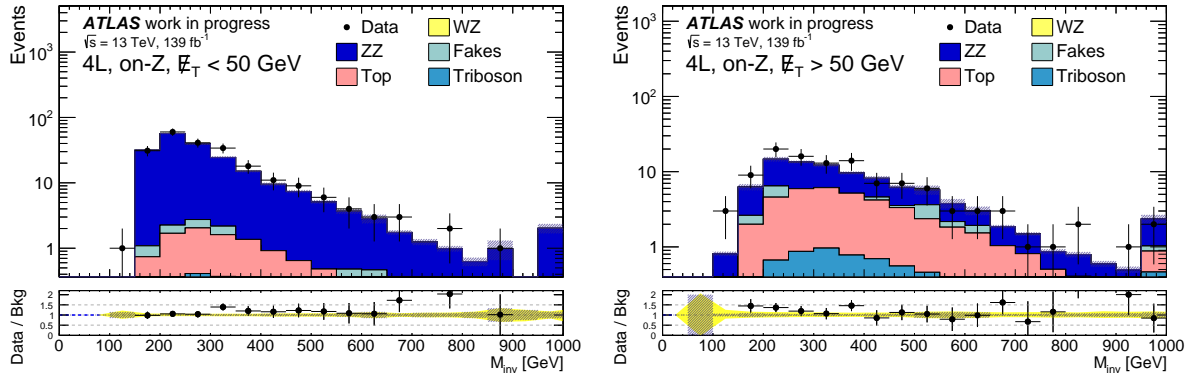 Events
ATLAS work in progress
√s = 13 TeV, 139 fb⁻¹
4L, on-Z, E̸T < 50 GeV
Data
ZZ
Top
WZ
Fakes
Triboson
10³
10²
10
1
Data / Bkg
2
1.5
1
0.5
0
0 100 200 300 400 500 600 700 800 900 1000
Minv [GeV]
Events
ATLAS work in progress
√s = 13 TeV, 139 fb⁻¹
4L, on-Z, E̸T > 50 GeV
Data
ZZ
Top
WZ
Fakes
Triboson
10³
10²
10
1
Data / Bkg
2
1.5
1
0.5
0
0 100 200 300 400 500 600 700 800 900 1000
Minv [GeV]